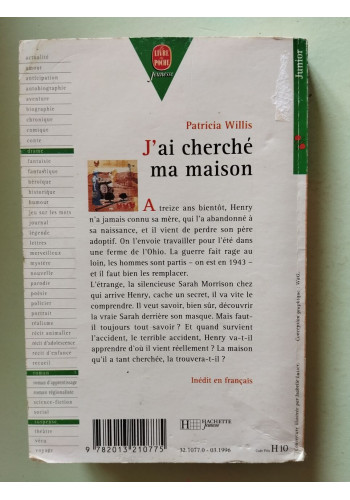 LE LIVRE
DE POCHE
Jeunesse
Junior
actualité
amour
anticipation
autobiographie
aventure
biographie
chronique
comique
conte
drame
fantaisie
fantastique
héroïque
historique
humour
jeu sur les mots
journal
légende
lettres
merveilleux
mystère
nouvelle
parodie
poésie
policier
portrait
réalisme
récit animalier
récit d'adolescence
récit d'enfance
recueil
roman
roman d'apprentissage
roman régionaliste
science-fiction
social
suspense
théâtre
voyage
Patricia Willis
J'ai cherché
ma maison
A treize ans bientôt, Henry
n'a jamais connu sa mère, qui l'a abandonné à
sa naissance, et il vient de perdre son père
adoptif. On l'envoie travailler pour l'été dans
une ferme de l'Ohio. La guerre fait rage au
loin, les hommes sont partis – on est en 1943 –
et il faut bien les remplacer.
L'étrange, la silencieuse Sarah Morrison chez
qui arrive Henry, cache un secret, il va vite le
comprendre. Il veut savoir, bien sûr, découvrir
la vraie Sarah derrière son masque. Mais faut-
il toujours tout savoir ? Et quand survient
l'accident, le terrible accident, Henry va-t-il
apprendre d'où il vient réellement ? La maison
qu'il a tant cherchée, la trouvera-t-il ?
Inédit en français
9 782013 210775
H HACHETTE
Jeunesse
32.1077.0 - 03.1996
H10
Conception graphique :